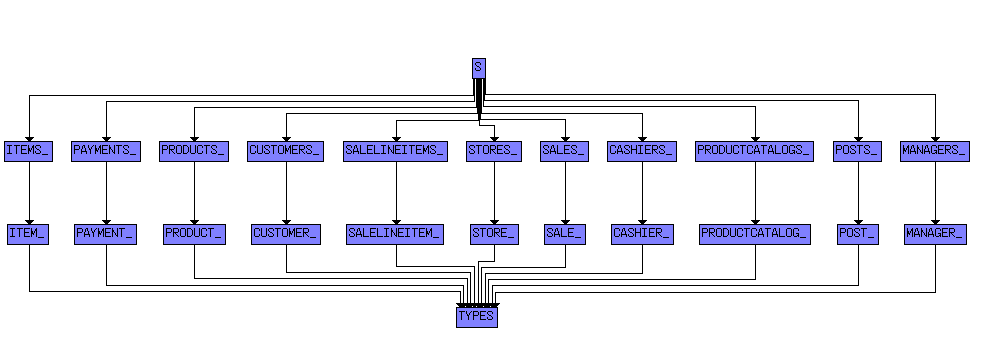 S
ITEMS_ PAYMENTS_ PRODUCTS_ CUSTOMERS_ SALELINEITEMS_ STORES_ SALES_ CASHIERS_ PRODUCTCATALOGS_ POSTS_ MANAGERS_
ITEM_ PAYMENT_ PRODUCT_ CUSTOMER_ SALELINEITEM_ STORE_ SALE_ CASHIER_ PRODUCTCATALOG_ POST_ MANAGER_
TYPES